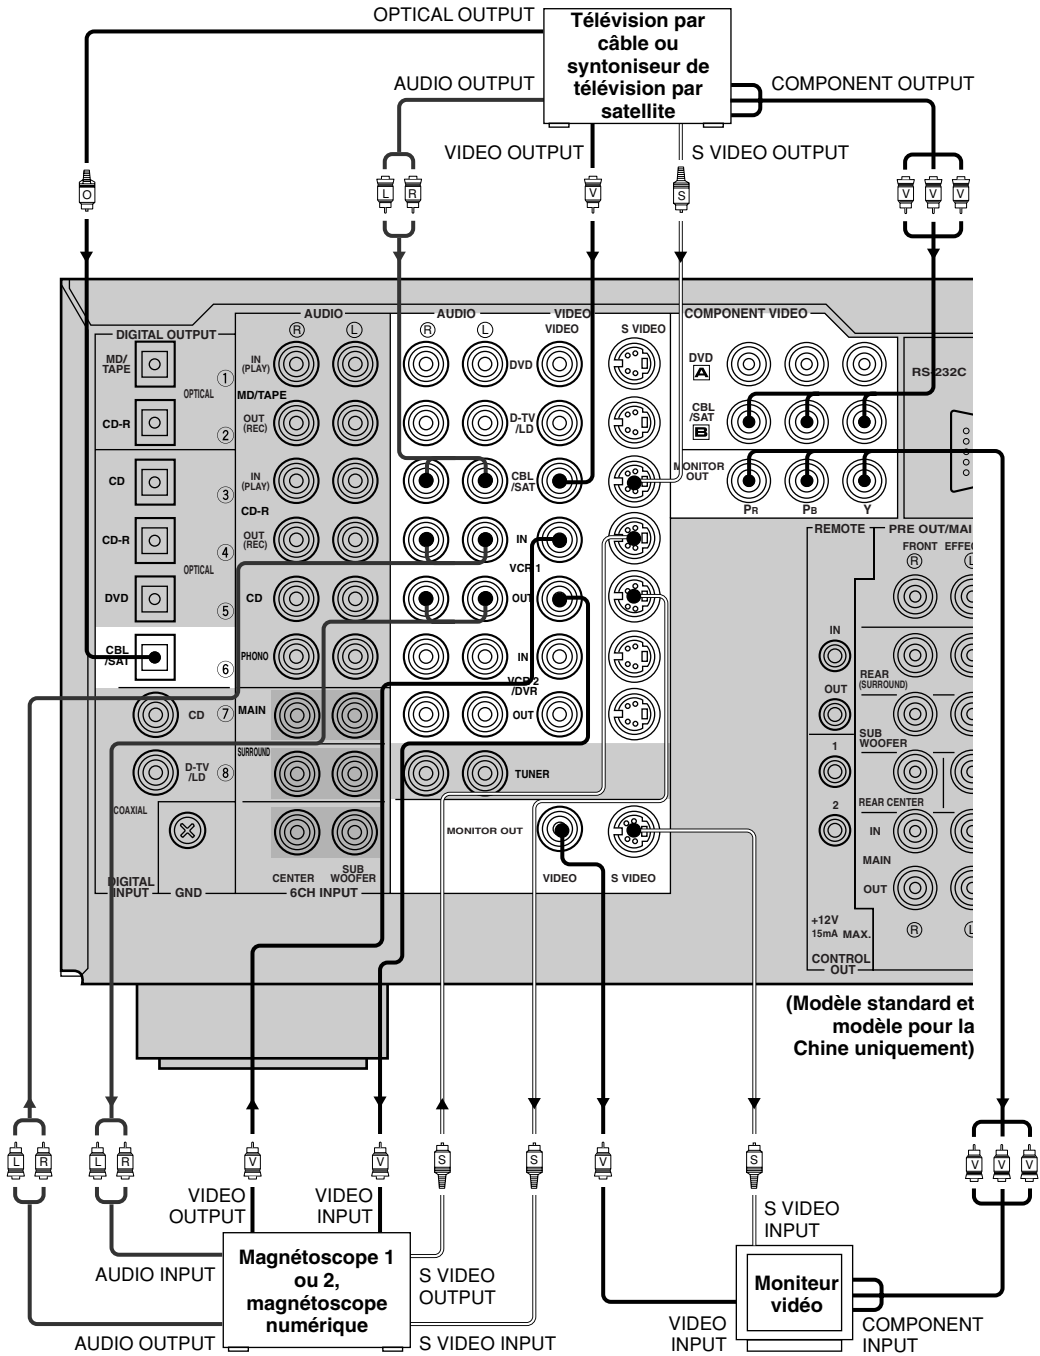 OPTICAL OUTPUT
Télévision par
câble ou
syntoniseur de
télévision par
satellite
AUDIO OUTPUT
COMPONENT OUTPUT
VIDEO OUTPUT
S VIDEO OUTPUT
O
L
R
V
S
V
V
V
AUDIO
AUDIO
VIDEO
COMPONENT VIDEO
DIGITAL OUTPUT
R
L
R
L
VIDEO
S VIDEO
MD/
TAPE
1
OPTICAL
IN
(PLAY)
MD/TAPE
DVD
DVD
A
RS-232C
CD-R
2
OUT
(REC)
D-TV
/LD
CBL
/SAT
B
CD
3
IN
(PLAY)
CD-R
CBL
/SAT
MONITOR
OUT
PR
PB
Y
CD-R
4
OPTICAL
OUT
(REC)
IN
VCR 1
REMOTE
PRE OUT/MAI
FRONT
EFFEC
R
L
DVD
5
CD
OUT
IN
CBL
/SAT
6
PHONO
IN
VCR 2
/DVR
REAR
(SURROUND)
OUT
CD
7
MAIN
OUT
SUB
WOOFER
1
D-TV
/LD
8
SURROUND
TUNER
REAR CENTER
2
COAXIAL
MONITOR OUT
IN
MAIN
OUT
DIGITAL
INPUT
GND
CENTER
SUB
WOOFER
6CH INPUT
VIDEO
S VIDEO
+12V
15mA MAX.
R
L
CONTROL
OUT
(Modèle standard et
modèle pour la
Chine uniquement)
L
R
L
R
V
V
S
S
V
S
V
V
V
VIDEO
OUTPUT
VIDEO
INPUT
S VIDEO
INPUT
AUDIO INPUT
Magnétoscope 1
ou 2,
magnétoscope
numérique
S VIDEO
OUTPUT
Moniteur
vidéo
AUDIO OUTPUT
S VIDEO INPUT
VIDEO
INPUT
COMPONENT
INPUT